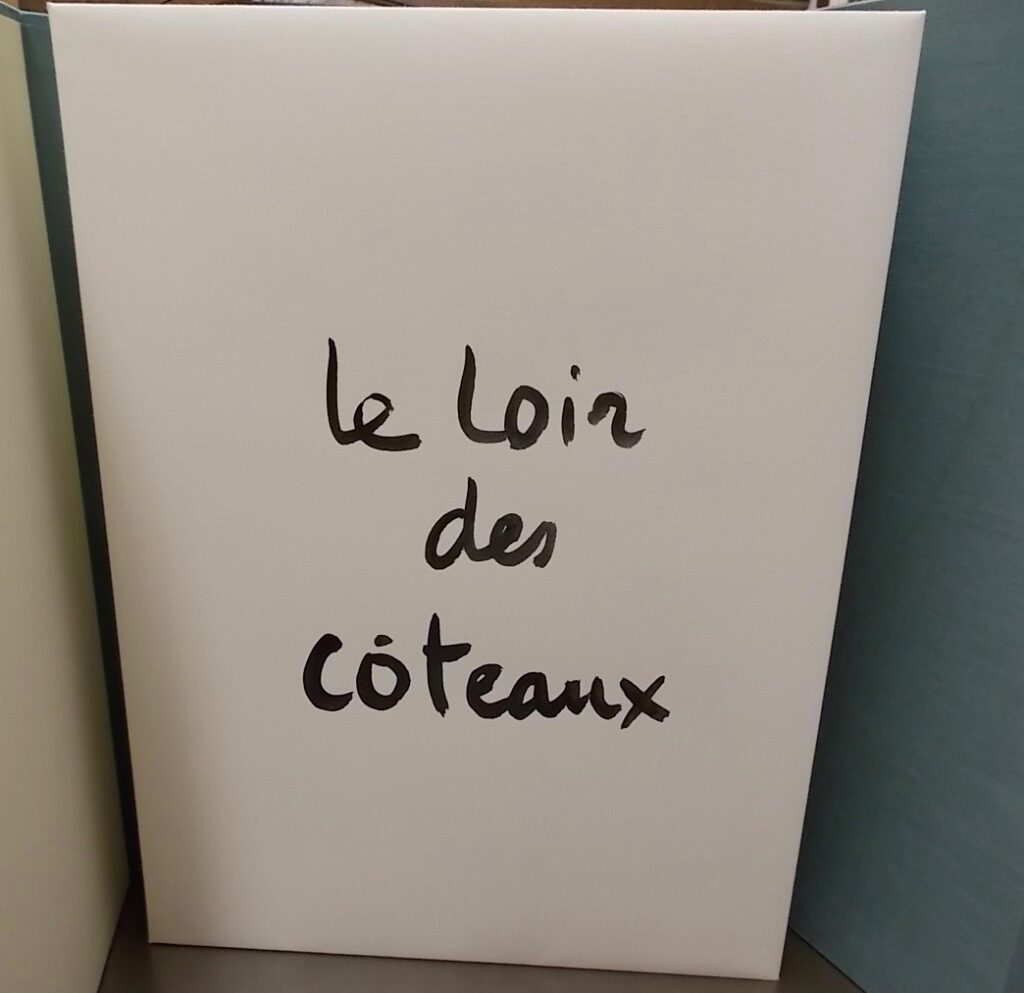 le Loir
des
côteaux